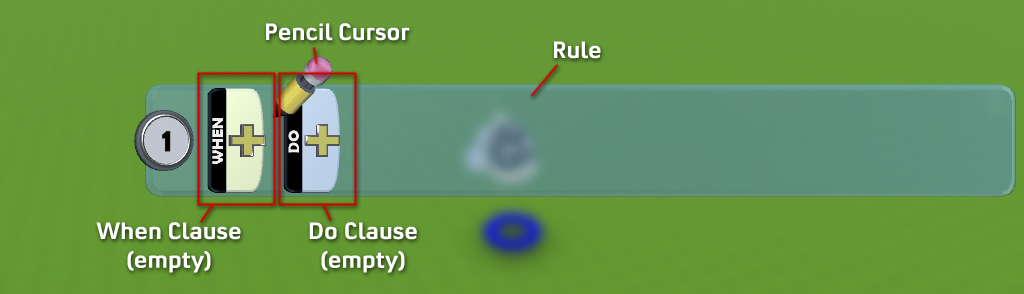 Pencil Cursor
Rule
1
WHEN
DO
When Clause
(empty)
Do Clause
(empty)